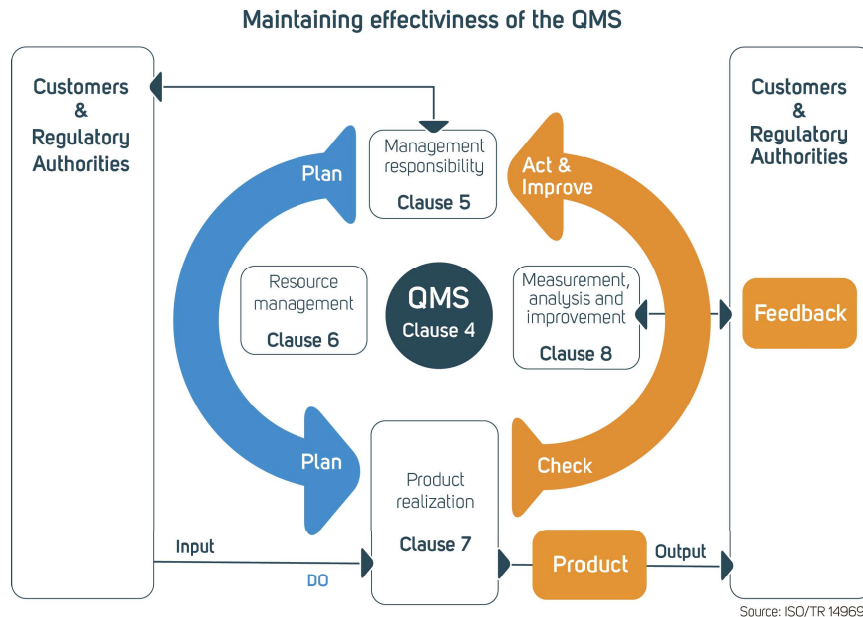 Maintaining effectiviness of the QMS
Customers
&
Regulatory
Authorities
Plan
Management
responsibility
Clause 5
Act &
Improve
Customers
&
Regulatory
Authorities
Resource
management
Clause 6
QMS
Clause 4
Measurement,
analysis and
improvement
Clause 8
Feedback
Plan
Product
realization
Clause 7
Check
Input
DO
Product
Output
Source: ISO/TR 14969